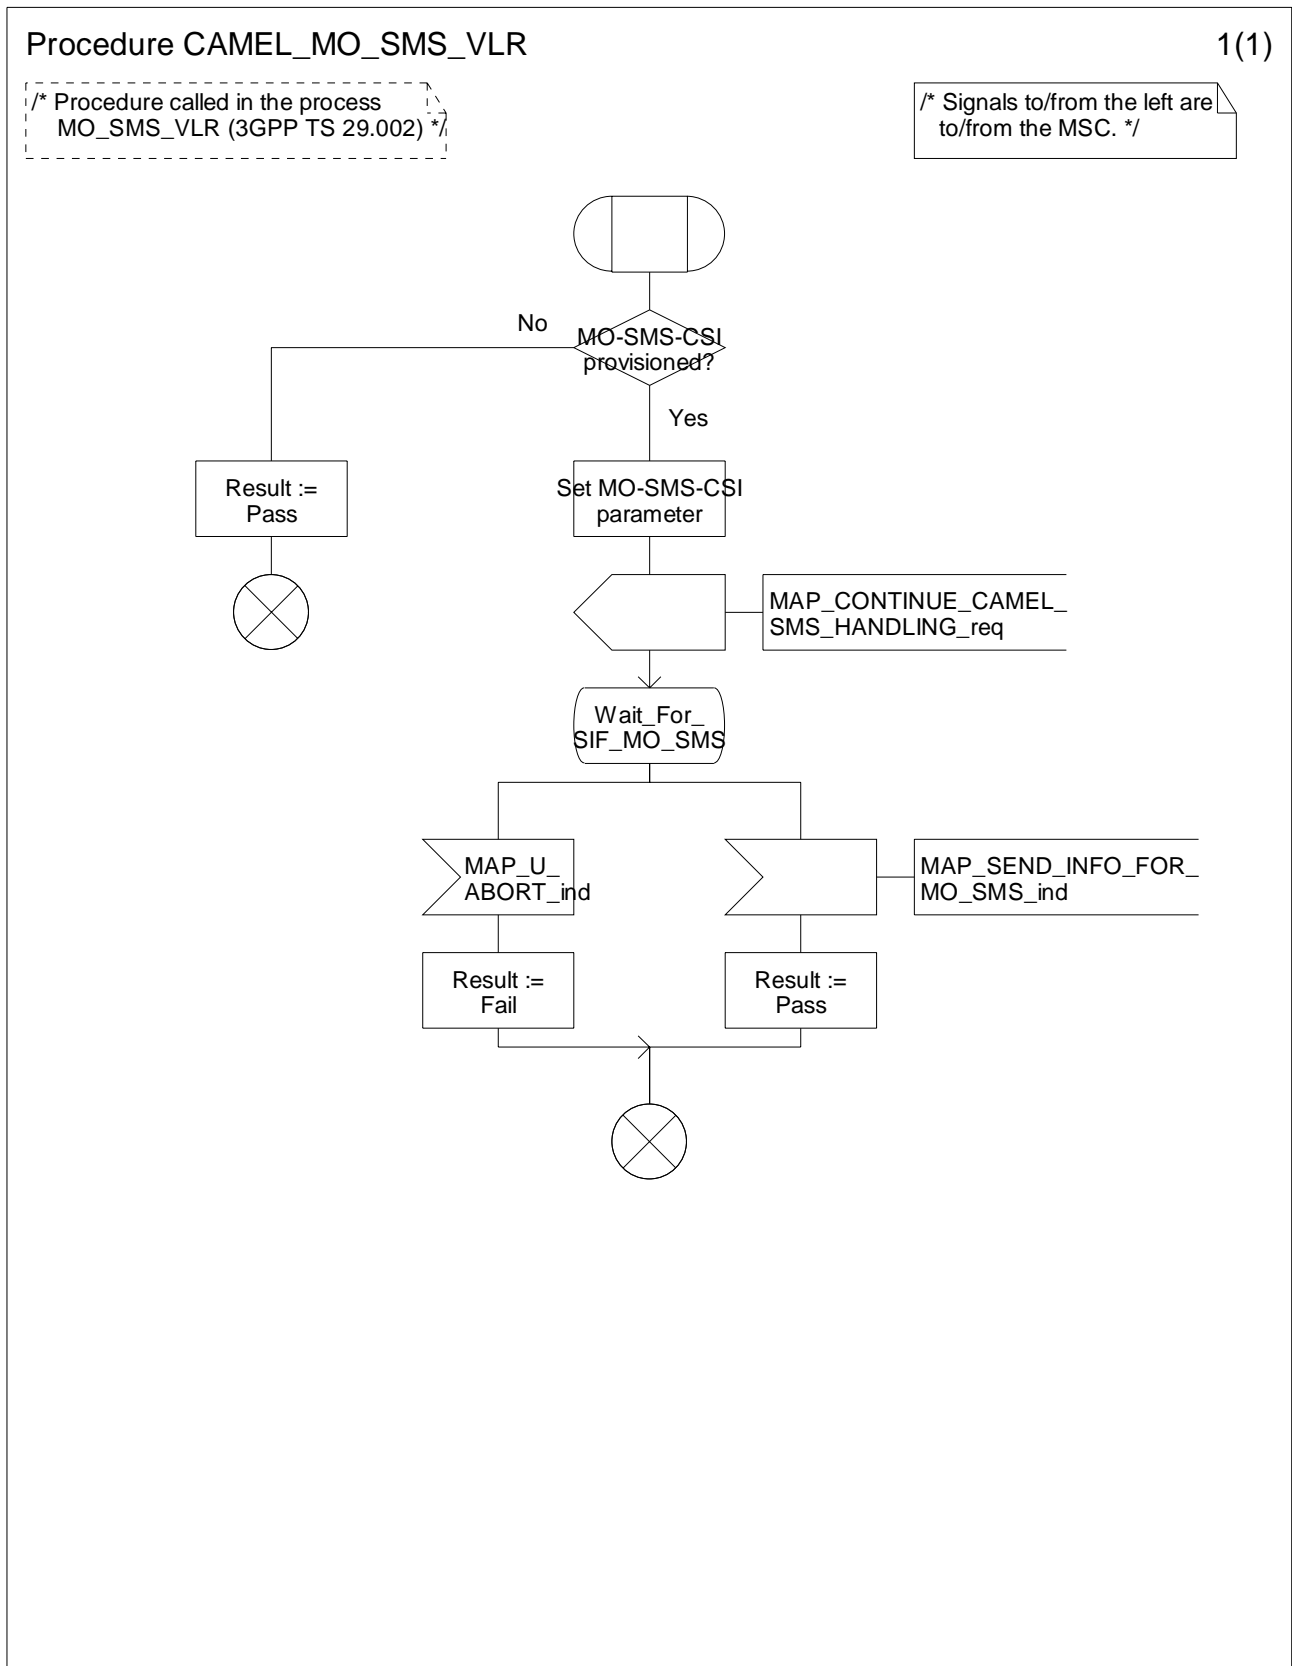 Procedure CAMEL_MO_SMS_VLR
1(1)
/* Procedure called in the process
MO_SMS_VLR (3GPP TS 29.002) */
/* Signals to/from the left are
to/from the MSC. */
No
MO-SMS-CSI
provisioned?
Yes
Result :=
Pass
Set MO-SMS-CSI
parameter
MAP_CONTINUE_CAMEL_
SMS_HANDLING_req
Wait_For_
SIF_MO_SMS
MAP_U_
ABORT_ind
MAP_SEND_INFO_FOR_
MO_SMS_ind
Result :=
Fail
Result :=
Pass